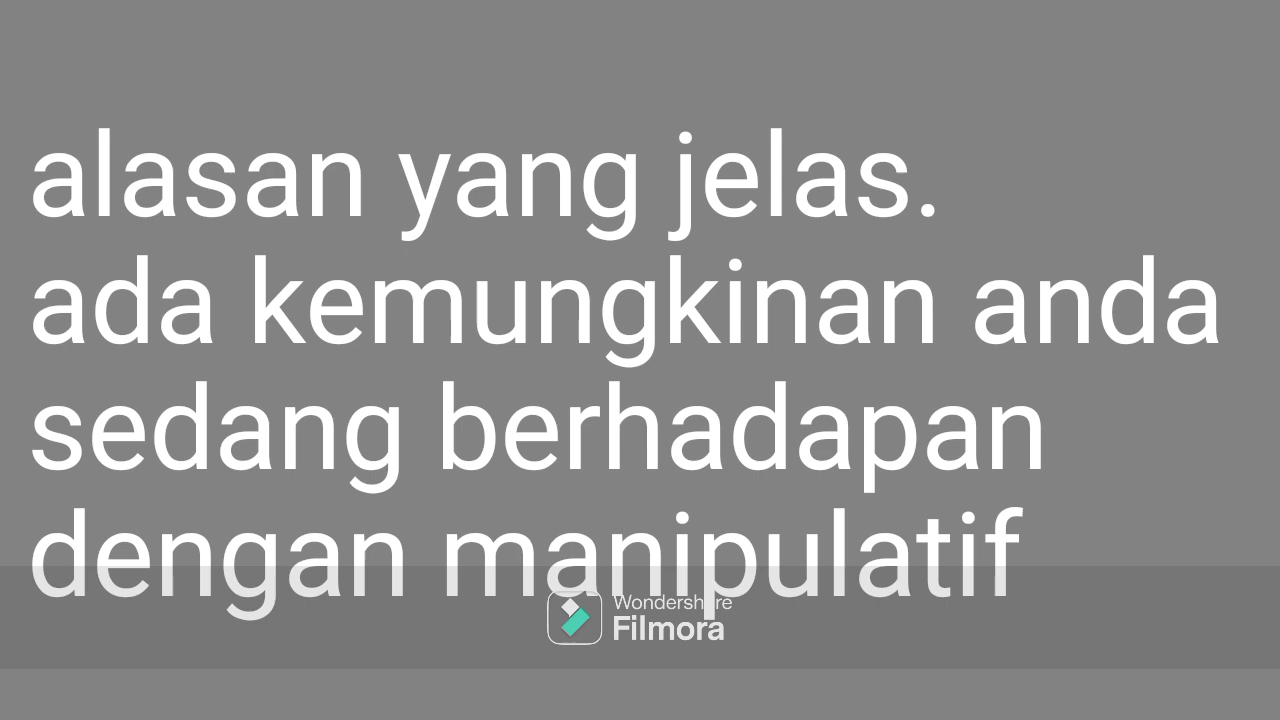 alasan yang jelas.
ada kemungkinan anda
sedang berhadapan
dengan manipulatif
Wondershare
Filmora